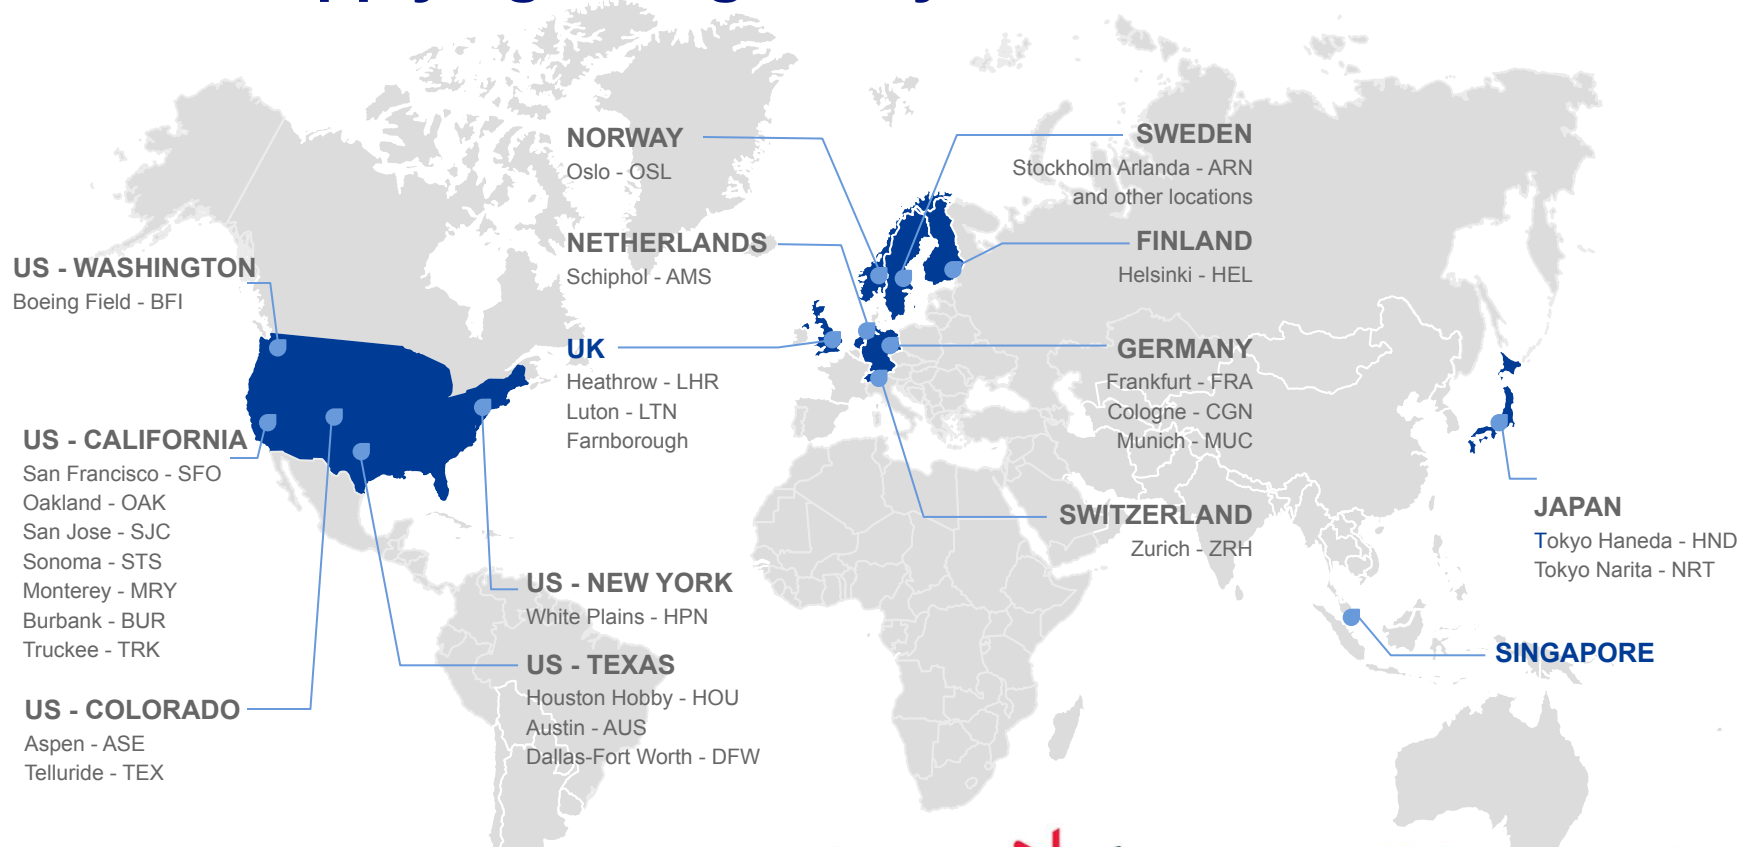 NORWAY
Oslo - OSL
SWEDEN
Stockholm Arlanda - ARN
and other locations
NETHERLANDS
Schiphol - AMS
FINLAND
Helsinki - HEL
US - WASHINGTON
Boeing Field - BFI
UK
Heathrow - LHR
Luton - LTN
Farnborough
GERMANY
Frankfurt - FRA
Cologne - CGN
Munich - MUC
US - CALIFORNIA
San Francisco - SFO
Oakland - OAK
San Jose - SJC
Sonoma - STS
Monterey - MRY
Burbank - BUR
Truckee - TRK
SWITZERLAND
Zurich - ZRH
JAPAN
Tokyo Haneda - HND
Tokyo Narita - NRT
US - NEW YORK
White Plains - HPN
SINGAPORE
US - TEXAS
Houston Hobby - HOU
Austin - AUS
Dallas-Fort Worth - DFW
US - COLORADO
Aspen - ASE
Telluride - TEX